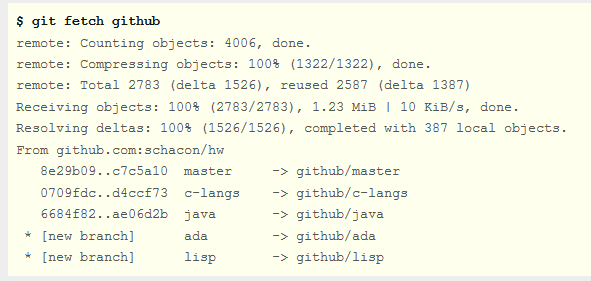 $ git fetch github
remote: Counting objects: 4006, done.
remote: Compressing objects: 100% (1322/1322), done.
remote: Total 2783 (delta 1526), reused 2587 (delta 1387)
Receiving objects: 100% (2783/2783), 1.23 MiB | 10 KiB/s, done.
Resolving deltas: 100% (1526/1526), completed with 387 local objects.
From github.com:schacon/hw
   8e29b09..c7c5a10  master     -> github/master
   0709fdc..d4ccf73  c-langs    -> github/c-langs
   6684f82..ae06d2b  java       -> github/java
 * [new branch]      ada        -> github/ada
 * [new branch]      lisp       -> github/lisp